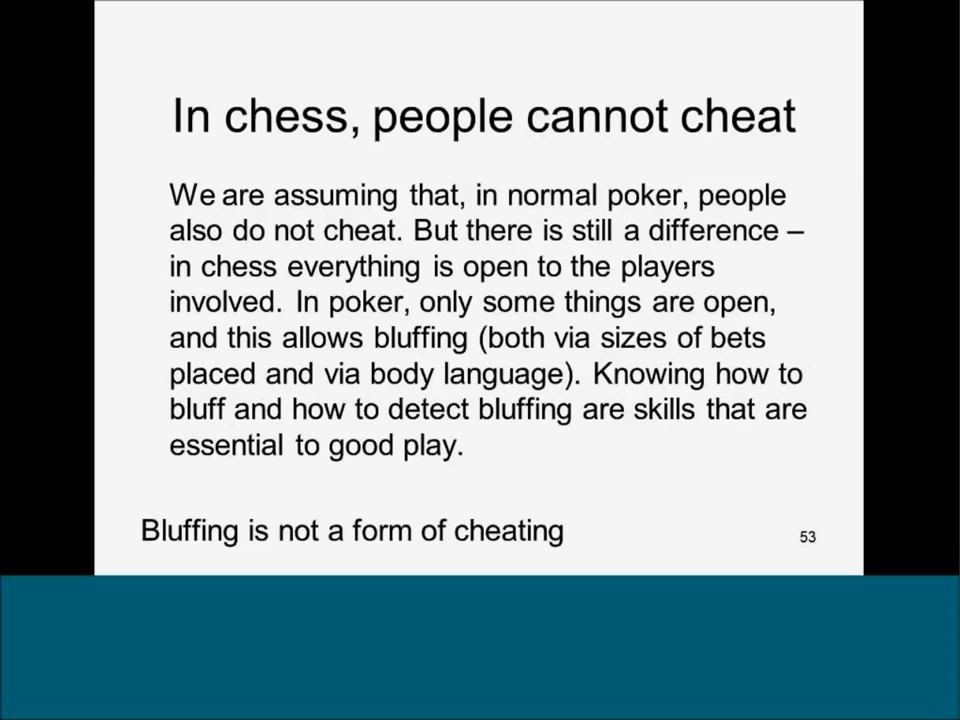 In chess, people cannot cheat
We are assuming that, in normal poker, people
also do not cheat. But there is still a difference –
in chess everything is open to the players
involved. In poker, only some things are open,
and this allows bluffing (both via sizes of bets
placed and via body language). Knowing how to
bluff and how to detect bluffing are skills that are
essential to good play.
Bluffing is not a form of cheating
53